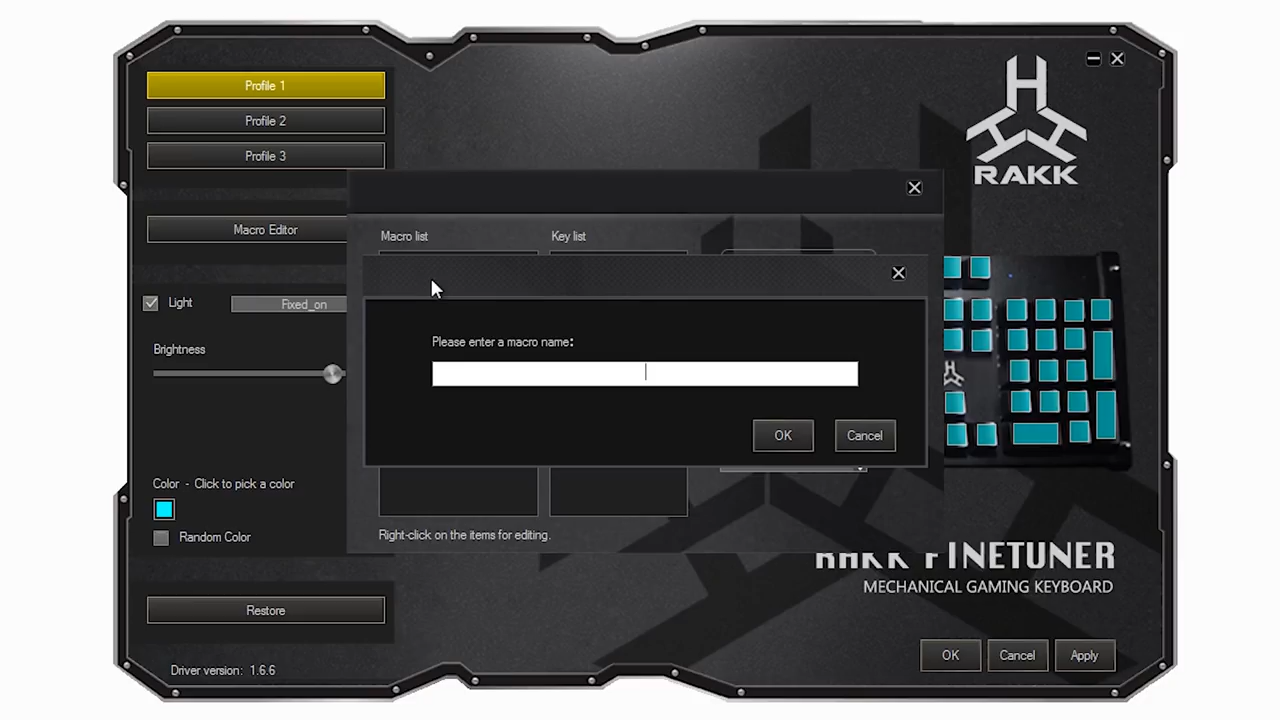 Profile 1
Profile 2
Profile 3
RAKK
Macro Editor
Macro list
Key list
Light
Fixed_on
Please enter a macro name:
Brightness
OK
Cancel
Color - Click to pick a color
Random Color
Right-click on the items for editing.
RAKK FINETUNER
MECHANICAL GAMING KEYBOARD
Restore
Driver version: 1.6.6
OK
Cancel
Apply